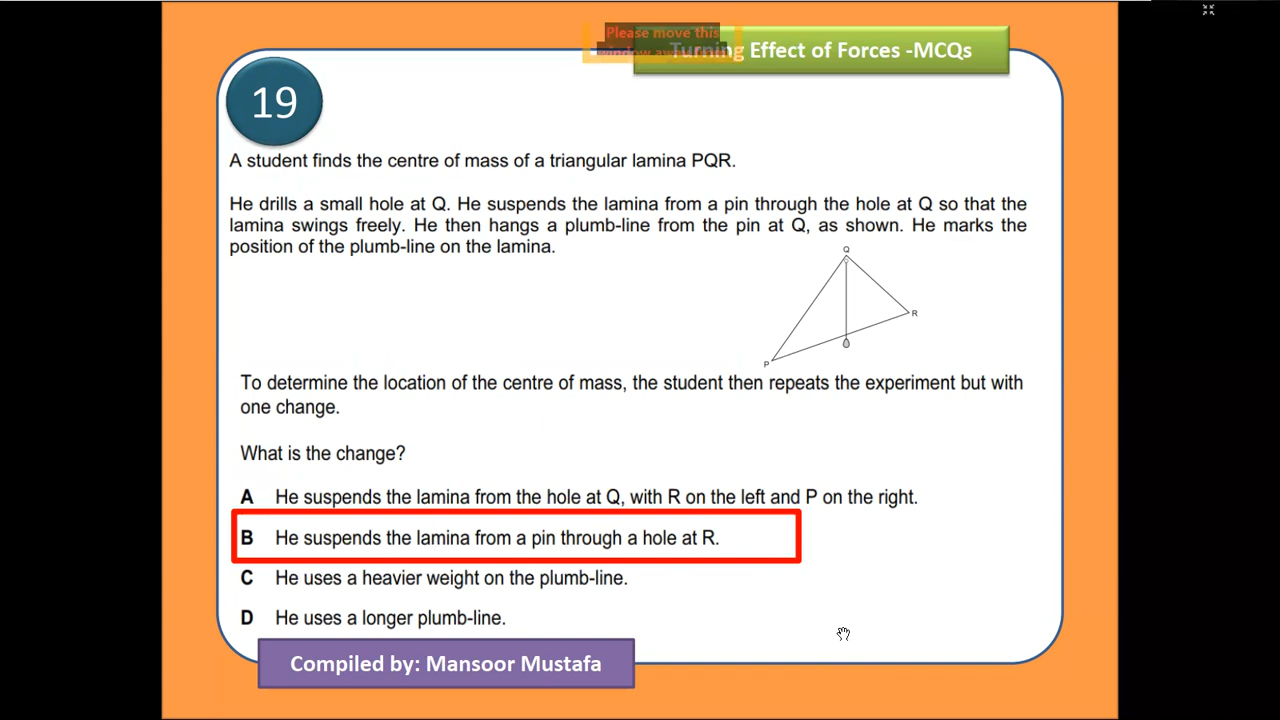 Please move this
window
Turning Effect of Forces -MCQs
19
A student finds the centre of mass of a triangular lamina PQR.
He drills a small hole at Q. He suspends the lamina from a pin through the hole at Q so that the
lamina swings freely. He then hangs a plumb-line from the pin at Q, as shown. He marks the
position of the plumb-line on the lamina.
Q
R
P
To determine the location of the centre of mass, the student then repeats the experiment but with
one change.
What is the change?
A He suspends the lamina from the hole at Q, with R on the left and P on the right.
B He suspends the lamina from a pin through a hole at R.
C He uses a heavier weight on the plumb-line.
D He uses a longer plumb-line.
Compiled by: Mansoor Mustafa